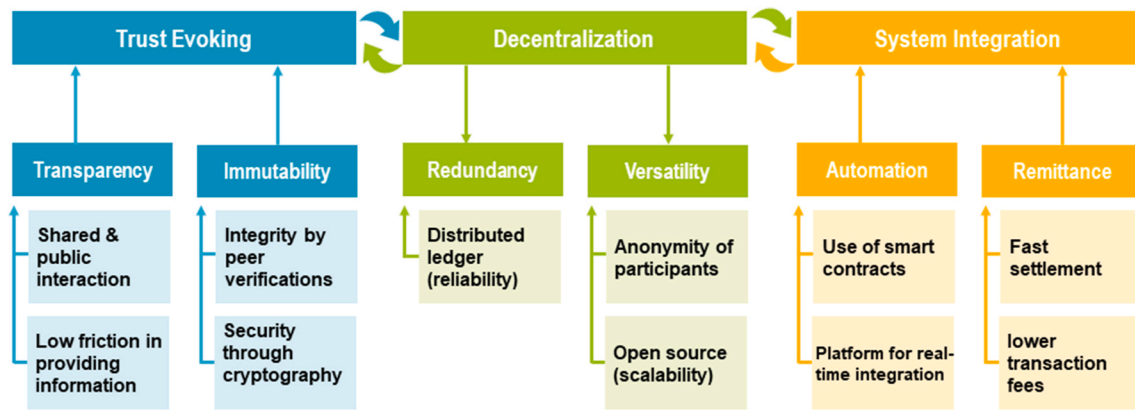 Trust Evoking
Decentralization
System Integration
Transparency
Immutability
Redundancy
Versatility
Automation
Remittance
Shared &
public
interaction
Low friction in
providing
information
Integrity by
peer
verifications
Security
through
cryptography
Distributed
ledger
(reliability)
Anonymity of
participants
Open source
(scalability)
Use of smart
contracts
Platform for real-
time integration
Fast
settlement
lower
transaction
fees